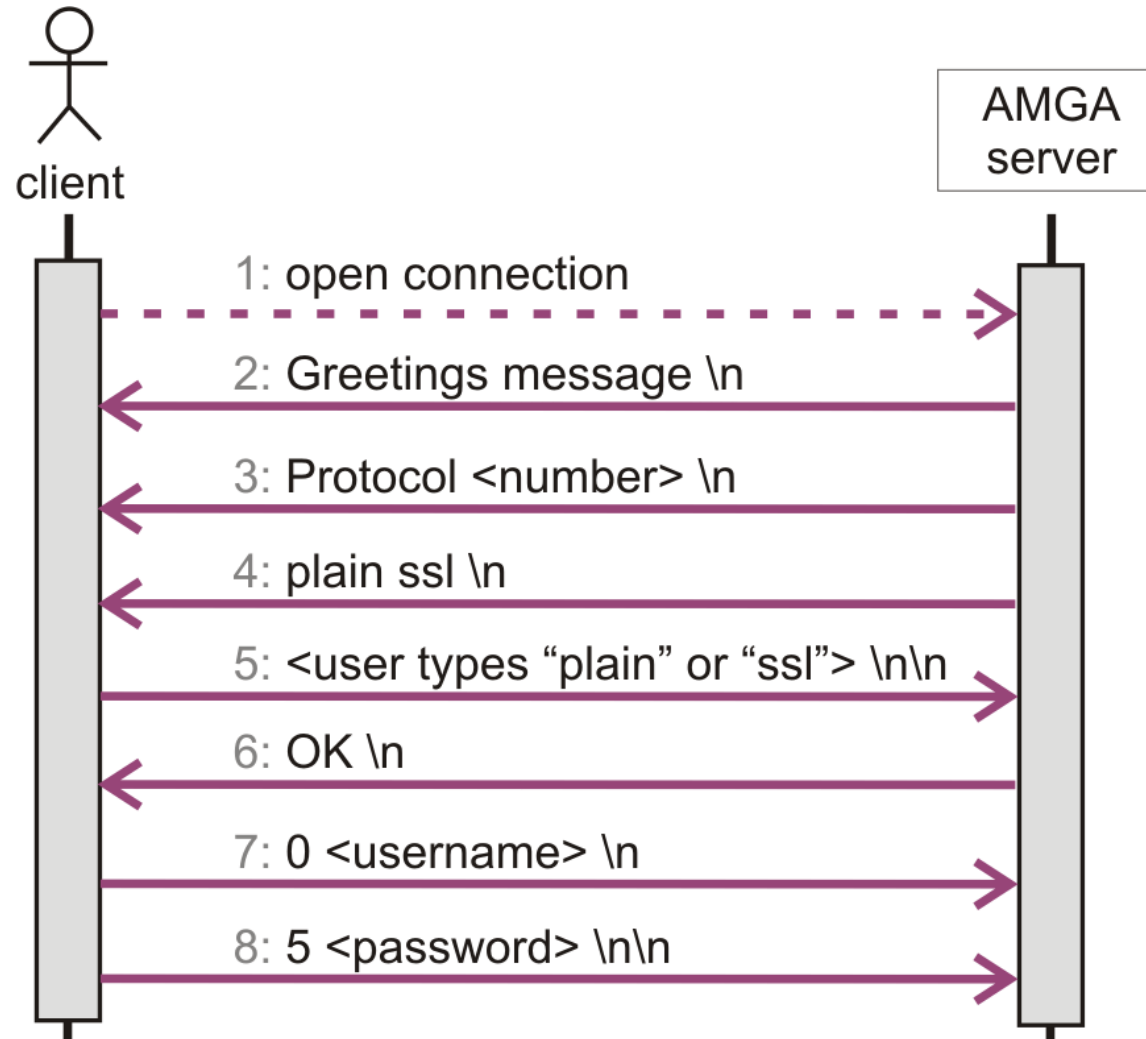 client
AMGA
server
1: open connection
2: Greetings message \n
3: Protocol <number> \n
4: plain ssl \n
5: <user types “plain” or “ssl”> \n\n
6: OK \n
7: 0 <username> \n
8: 5 <password> \n\n